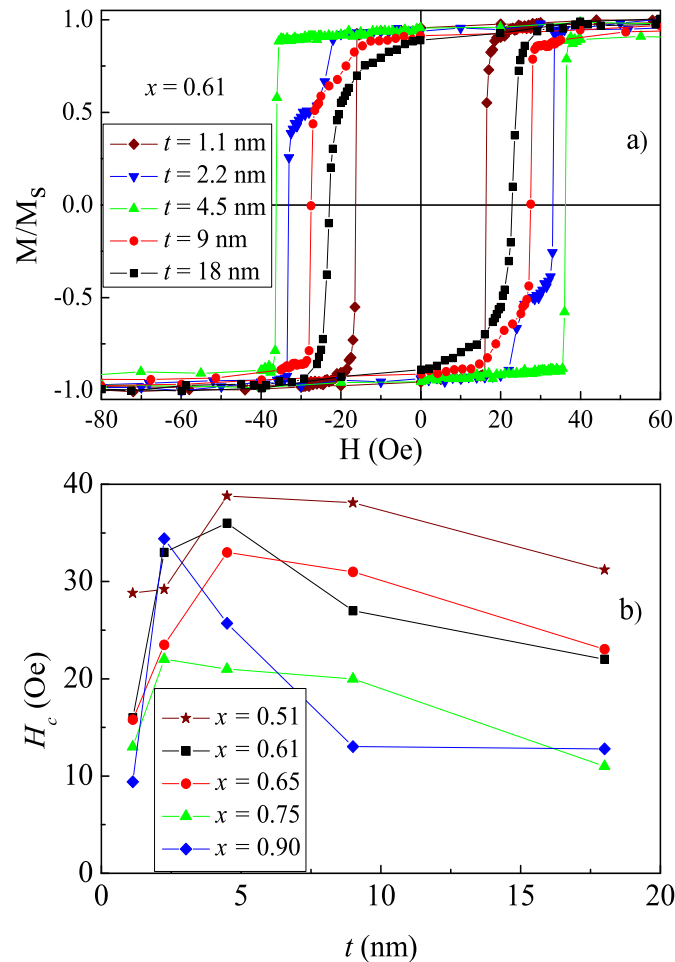 1.0
0.5
0.0
-0.5
-1.0
M/M_S
x = 0.61
t = 1.1 nm
t = 2.2 nm
t = 4.5 nm
t = 9 nm
t = 18 nm
a)
-80 -60 -40 -20 0 20 40 60
H (Oe)
40
30
20
10
0
H_c (Oe)
b)
x = 0.51
x = 0.61
x = 0.65
x = 0.75
x = 0.90
0 5 10 15 20
t (nm)